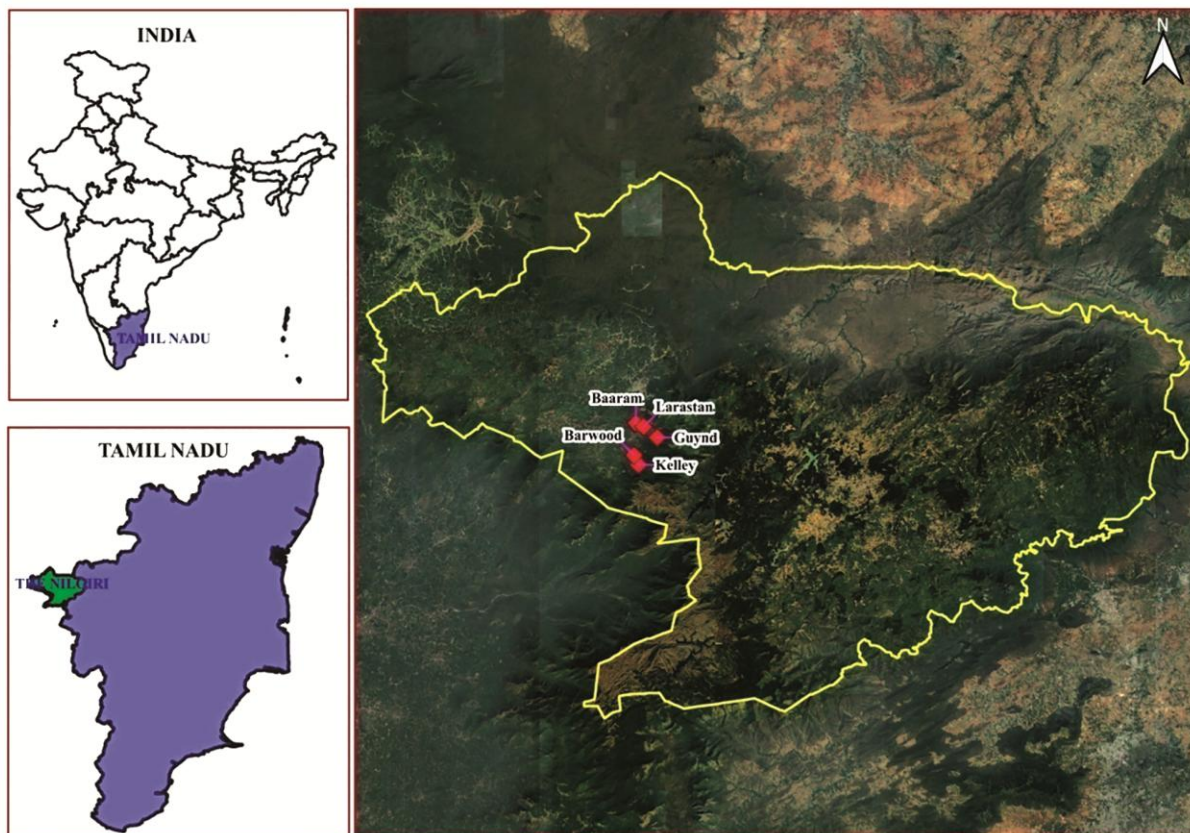 INDIA
TAMIL NADU
TAMIL NADU
THE NILGIRI
N
Baaram
Larastan
Barwood
Guynd
Kelley